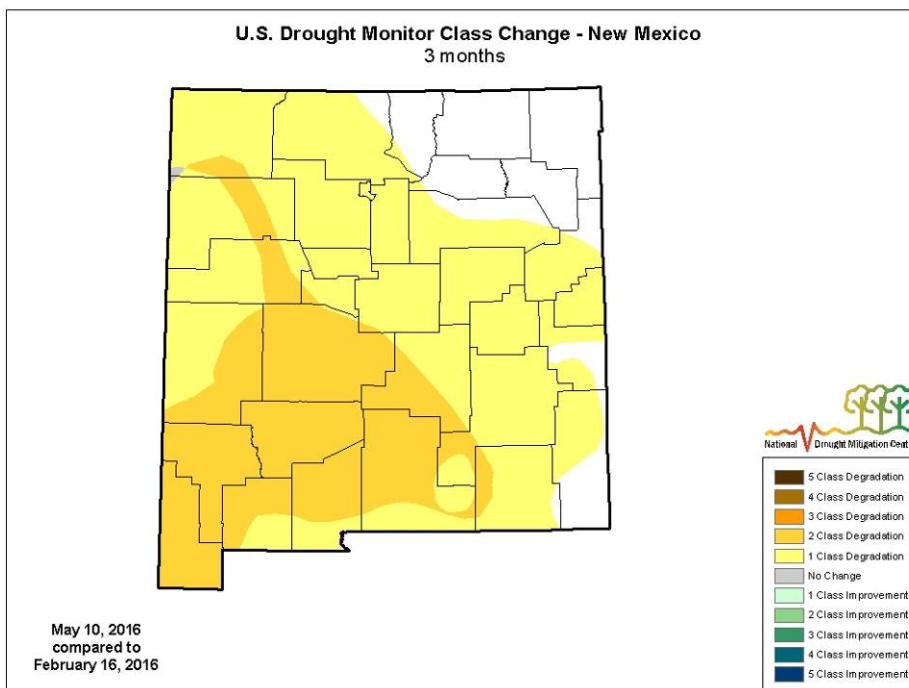 U.S. Drought Monitor Class Change - New Mexico
3 months
National Drought Mitigation Cent
5 Class Degradation
4 Class Degradation
3 Class Degradation
2 Class Degradation
1 Class Degradation
No Change
1 Class Improvement
2 Class Improvement
3 Class Improvement
4 Class Improvement
5 Class Improvement
May 10, 2016
compared to
February 16, 2016